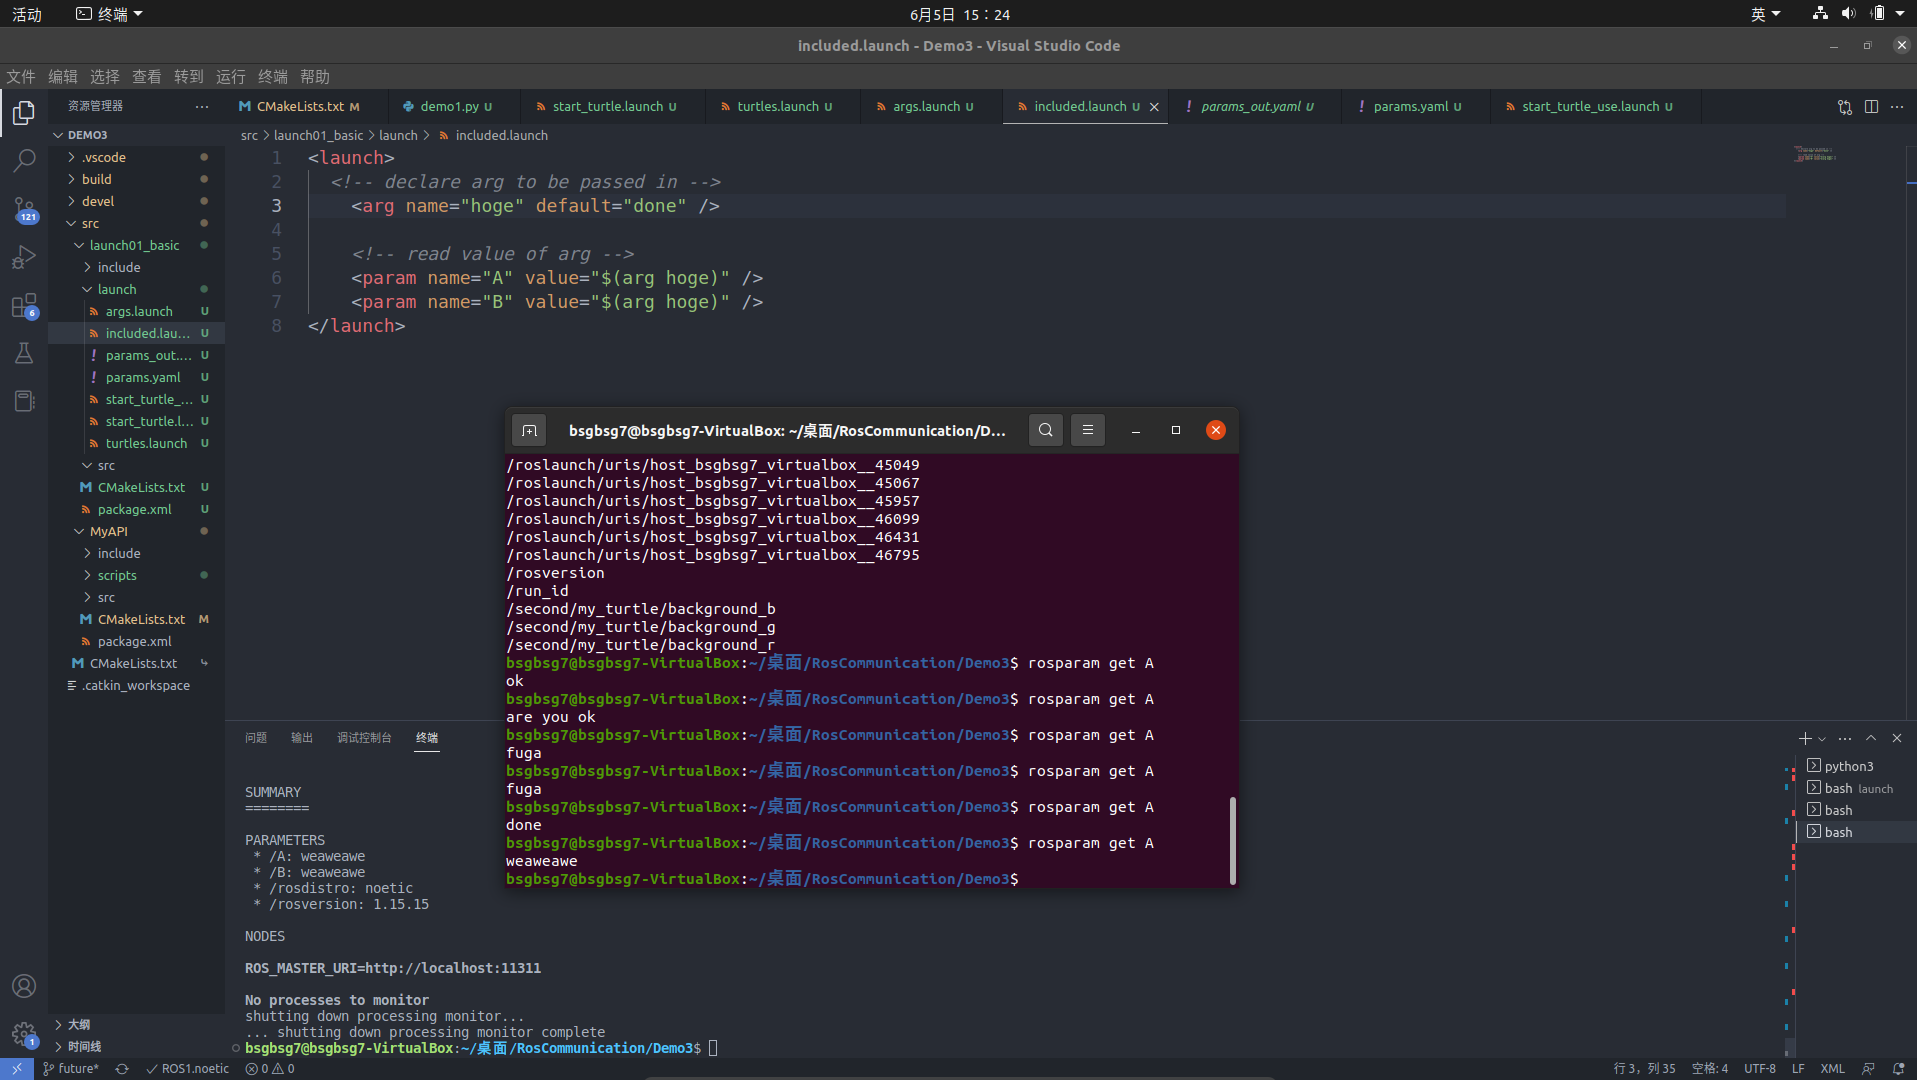 活动
终端
6月5日 15：24
英
included.launch - Demo3 - Visual Studio Code
文件 编辑 选择 查看 转到 运行 终端 帮助
资源管理器
CMakeLists.txt M
demo1.py U
start_turtle.launch U
turtles.launch U
args.launch U
included.launch U
params_out.yaml U
params.yaml U
start_turtle_use.launch U
DEMO3
.vscode
build
devel
src
launch01_basic
include
launch
args.launch U
included.lau... U
params_out.... U
params.yaml U
start_turtle_... U
start_turtle.l... U
turtles.launch U
src
CMakeLists.txt U
package.xml U
MyAPI
include
scripts
src
CMakeLists.txt M
package.xml
CMakeLists.txt
.catkin_workspace
大纲
时间线
121
6
1
src > launch01_basic > launch > included.launch
1 <launch>
2 <!-- declare arg to be passed in -->
3 <arg name="hoge" default="done" />
4
5 <!-- read value of arg -->
6 <param name="A" value="$(arg hoge)" />
7 <param name="B" value="$(arg hoge)" />
8 </launch>
bsgbsg7@bsgbsg7-VirtualBox: ~/桌面/RosCommunication/D...
/roslaunch/uris/host_bsgbsg7_virtualbox__45049
/roslaunch/uris/host_bsgbsg7_virtualbox__45067
/roslaunch/uris/host_bsgbsg7_virtualbox__45957
/roslaunch/uris/host_bsgbsg7_virtualbox__46099
/roslaunch/uris/host_bsgbsg7_virtualbox__46431
/roslaunch/uris/host_bsgbsg7_virtualbox__46795
/rosversion
/run_id
/second/my_turtle/background_b
/second/my_turtle/background_g
/second/my_turtle/background_r
bsgbsg7@bsgbsg7-VirtualBox:~/桌面/RosCommunication/Demo3$ rosparam get A
ok
bsgbsg7@bsgbsg7-VirtualBox:~/桌面/RosCommunication/Demo3$ rosparam get A
are you ok
bsgbsg7@bsgbsg7-VirtualBox:~/桌面/RosCommunication/Demo3$ rosparam get A
fuga
bsgbsg7@bsgbsg7-VirtualBox:~/桌面/RosCommunication/Demo3$ rosparam get A
fuga
bsgbsg7@bsgbsg7-VirtualBox:~/桌面/RosCommunication/Demo3$ rosparam get A
done
bsgbsg7@bsgbsg7-VirtualBox:~/桌面/RosCommunication/Demo3$ rosparam get A
weaweawe
bsgbsg7@bsgbsg7-VirtualBox:~/桌面/RosCommunication/Demo3$
问题 输出 调试控制台 终端
SUMMARY
========
PARAMETERS
* /A: weaweawe
* /B: weaweawe
* /rosdistro: noetic
* /rosversion: 1.15.15
NODES
ROS_MASTER_URI=http://localhost:11311
No processes to monitor
shutting down processing monitor...
... shutting down processing monitor complete
bsgbsg7@bsgbsg7-VirtualBox:~/桌面/RosCommunication/Demo3$
python3
bash launch
bash
bash
future*
ROS1.noetic
0 0
行 3，列 35
空格: 4
UTF-8
LF
XML